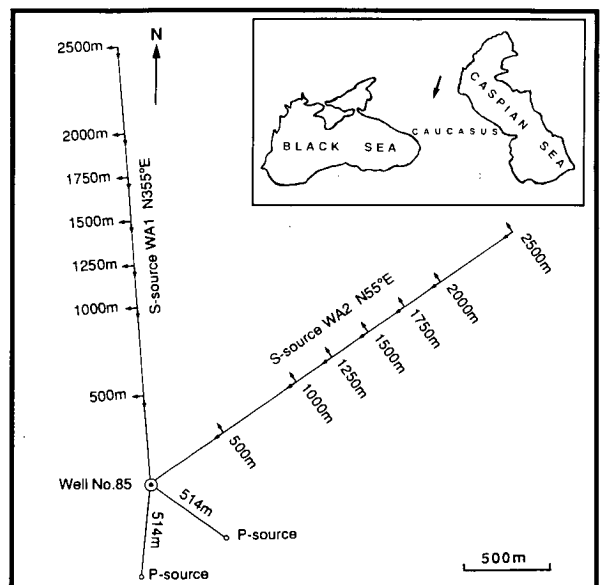 2500m
N
2000m
1750m
1500m
1250m
1000m
500m
S-source WA1 N355°E
BLACK SEA
CAUCASUS
CASPIAN SEA
S-source WA2 N55°E
2500m
2000m
1750m
1500m
1250m
1000m
500m
Well No.85
514m
P-source
514m
P-source
500m